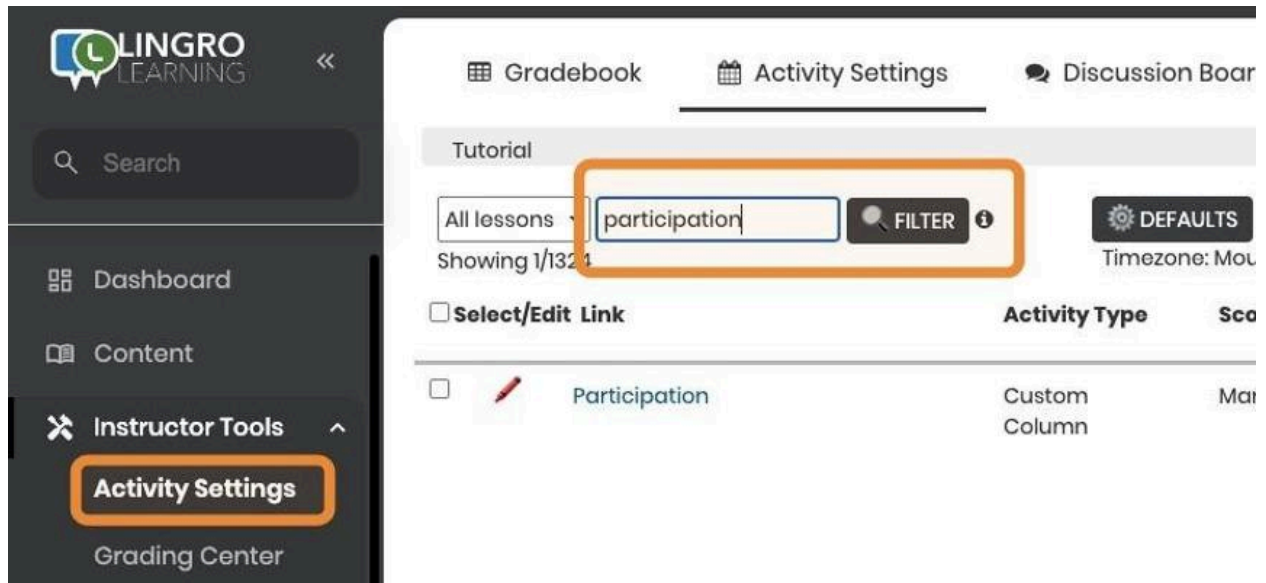 LINGRO
LEARNING
«
Search
Dashboard
Content
Instructor Tools
Activity Settings
Grading Center
Gradebook
Activity Settings
Discussion Boar
Tutorial
All lessons
participation
FILTER
DEFAULTS
Showing 1/1324
Timezone: Mou
Select/Edit Link
Activity Type
Sco
Participation
Custom
Column
Man